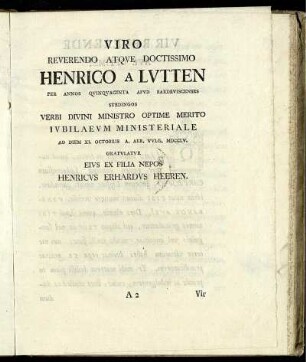 VIRO
REVERENDO ATQVE DOCTISSIMO
HENRICO A LVTTEN
PER ANNOS QVINQVAGINTA APVD BARDEVICENSES
STEDINGOS
VERBI DIVINI MINISTRO OPTIME MERITO
IVBILAEVM MINISTERIALE
AD DIEM XI. OCTOBRIS A. AER. VVLG. MDCCLV.
GRATVLATVR
EIVS EX FILIA NEPOS
HENRICVS ERHARDVS HEEREN.
A 2
Vir